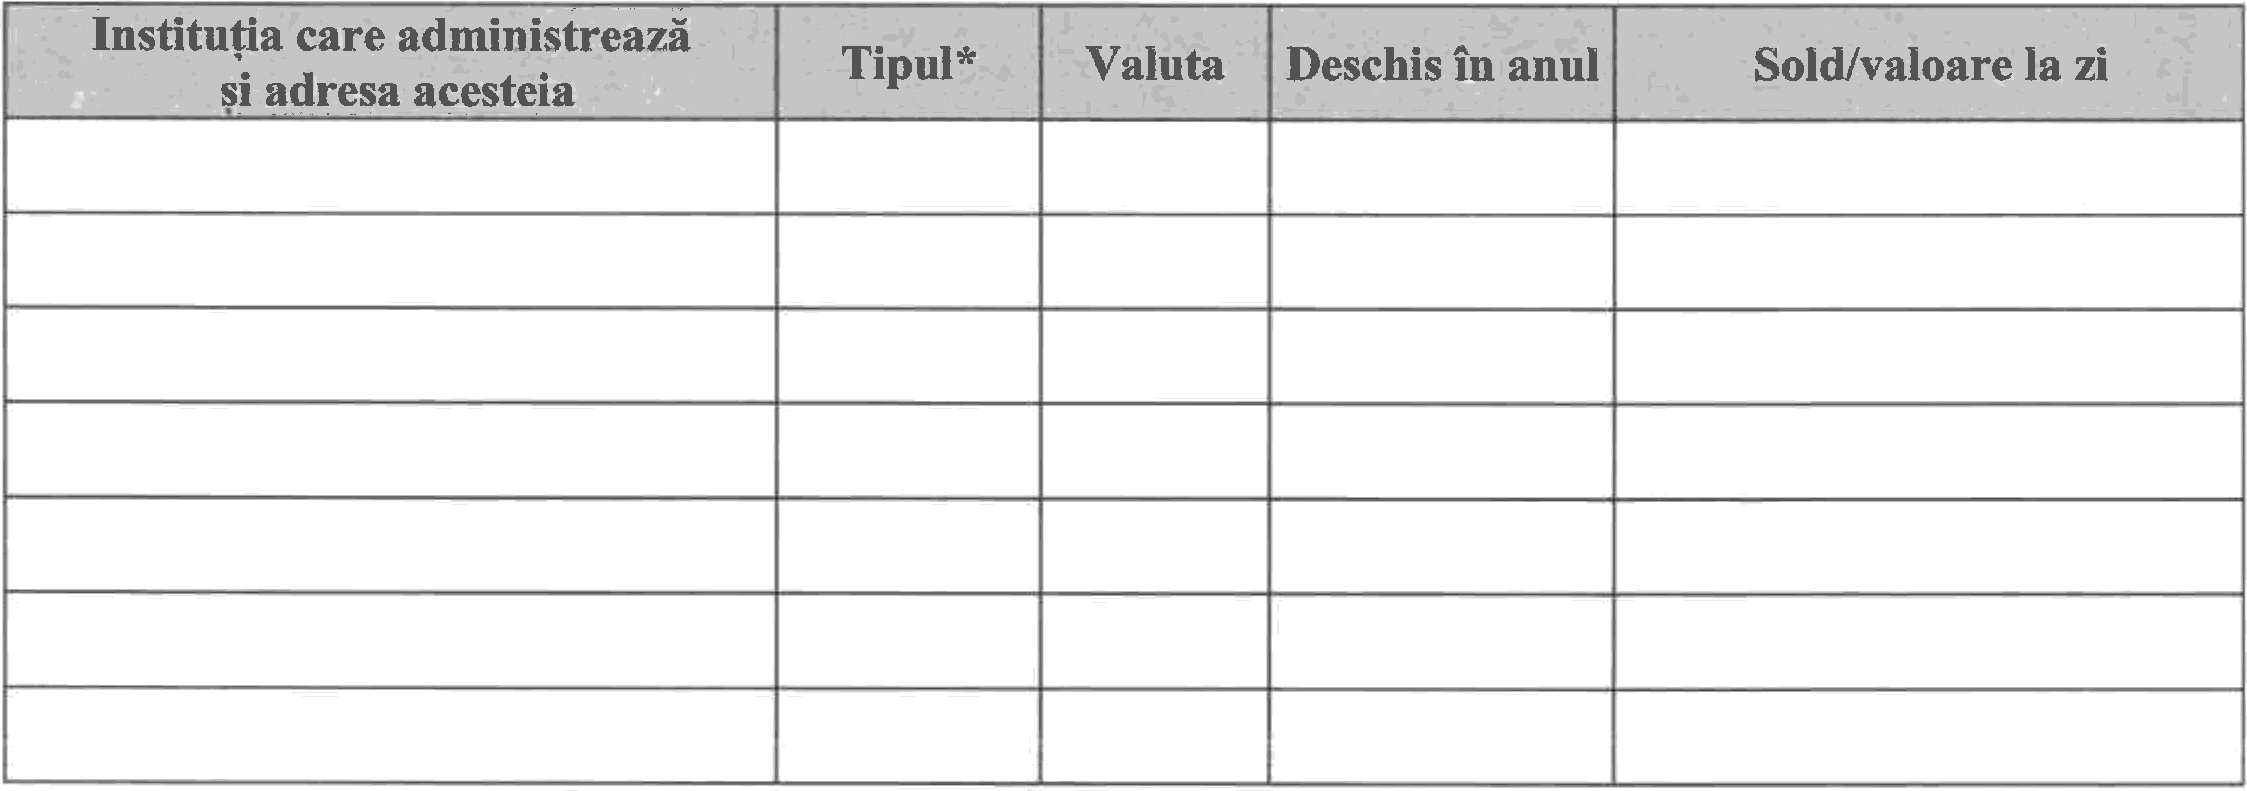 Instituția care administrează
și adresa acesteia
Tipul*
Valuta
Deschis în anul
Sold/valoare la zi